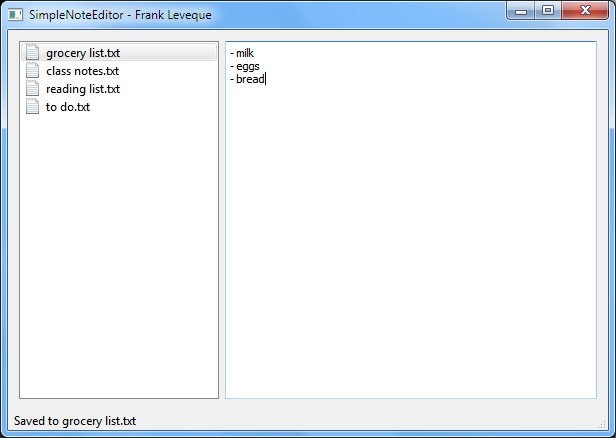 SimpleNoteEditor - Frank Leveque
grocery list.txt
class notes.txt
reading list.txt
to do.txt
- milk
- eggs
- bread
Saved to grocery list.txt